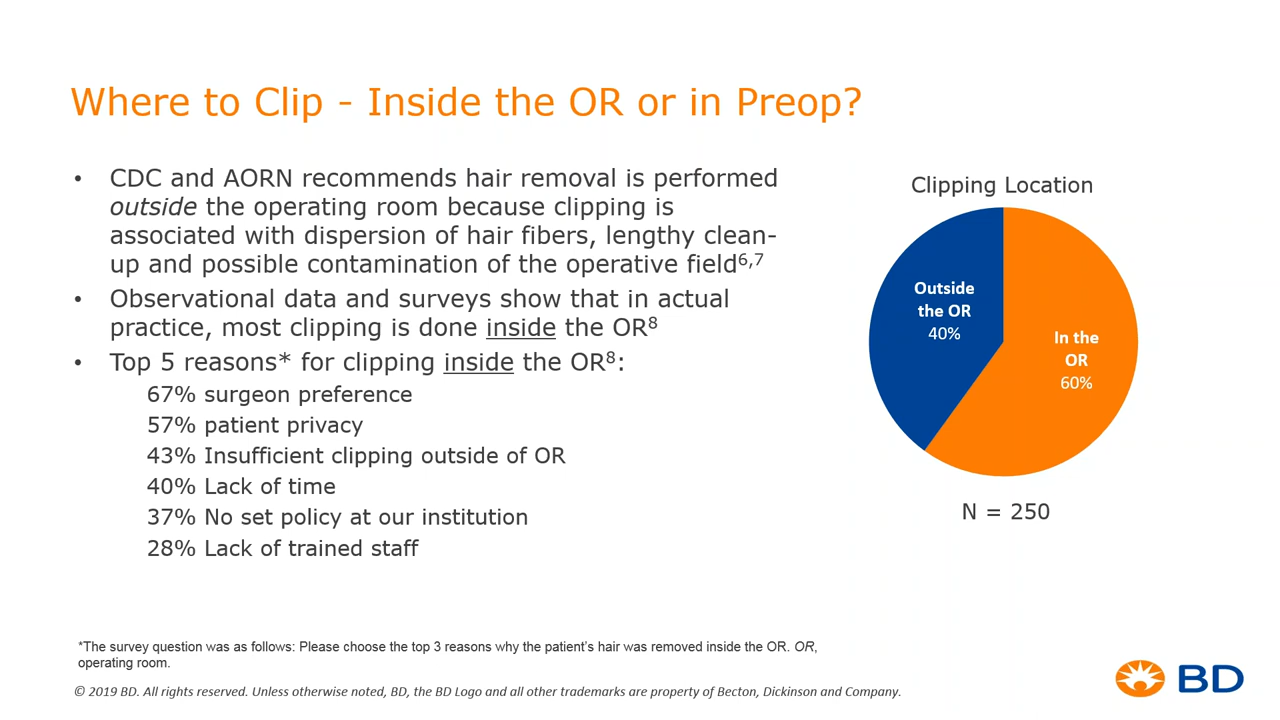 Where to Clip - Inside the OR or in Preop?
• CDC and AORN recommends hair removal is performed
outside the operating room because clipping is
associated with dispersion of hair fibers, lengthy clean-
up and possible contamination of the operative field6,7
• Observational data and surveys show that in actual
practice, most clipping is done inside the OR8
• Top 5 reasons* for clipping inside the OR8:
67% surgeon preference
57% patient privacy
43% Insufficient clipping outside of OR
40% Lack of time
37% No set policy at our institution
28% Lack of trained staff
Clipping Location
Outside
the OR
40%
In the
OR
60%
N = 250
*The survey question was as follows: Please choose the top 3 reasons why the patient’s hair was removed inside the OR. OR,
operating room.
© 2019 BD. All rights reserved. Unless otherwise noted, BD, the BD Logo and all other trademarks are property of Becton, Dickinson and Company.
BD